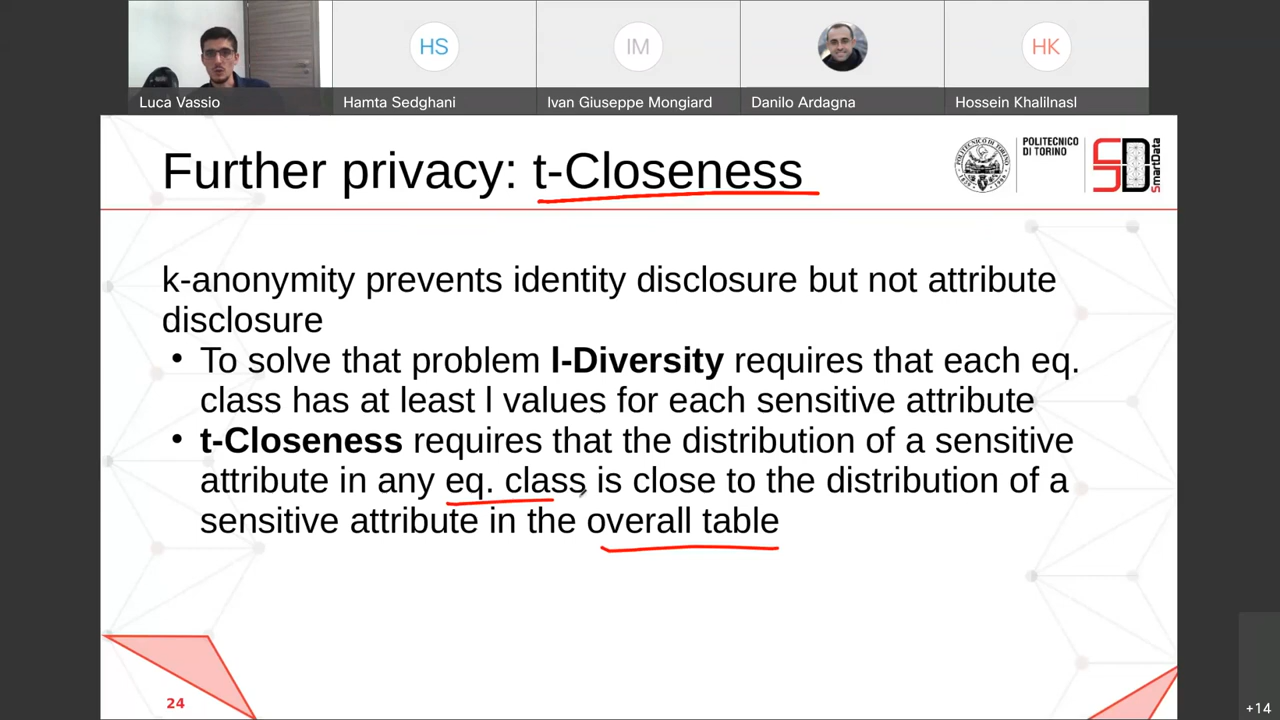 HS
IM
HK
Luca Vassio
Hamta Sedghani
Ivan Giuseppe Mongiard
Danilo Ardagna
Hossein Khalilnasl
Further privacy: t-Closeness
POLITECNICO
DI TORINO
SD
SmartData
k-anonymity prevents identity disclosure but not attribute
disclosure
• To solve that problem l-Diversity requires that each eq.
class has at least l values for each sensitive attribute
• t-Closeness requires that the distribution of a sensitive
attribute in any eq. class is close to the distribution of a
sensitive attribute in the overall table
24
+14